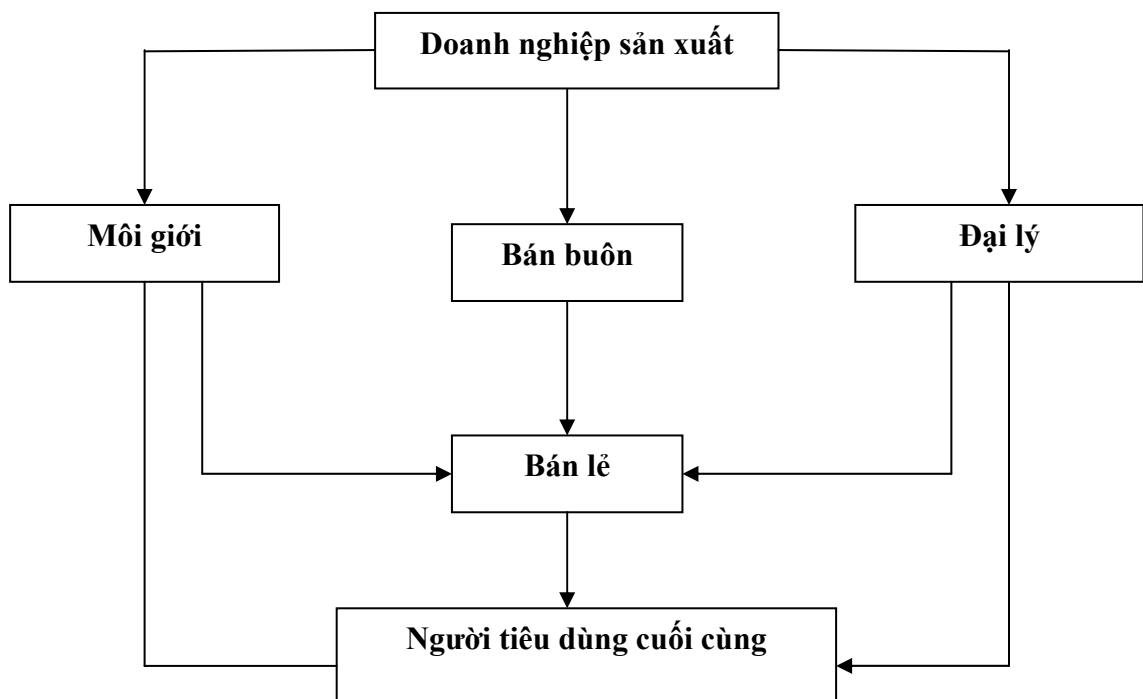 Doanh nghiệp sản xuất
Môi giới
Bán buôn
Đại lý
Bán lẻ
Người tiêu dùng cuối cùng